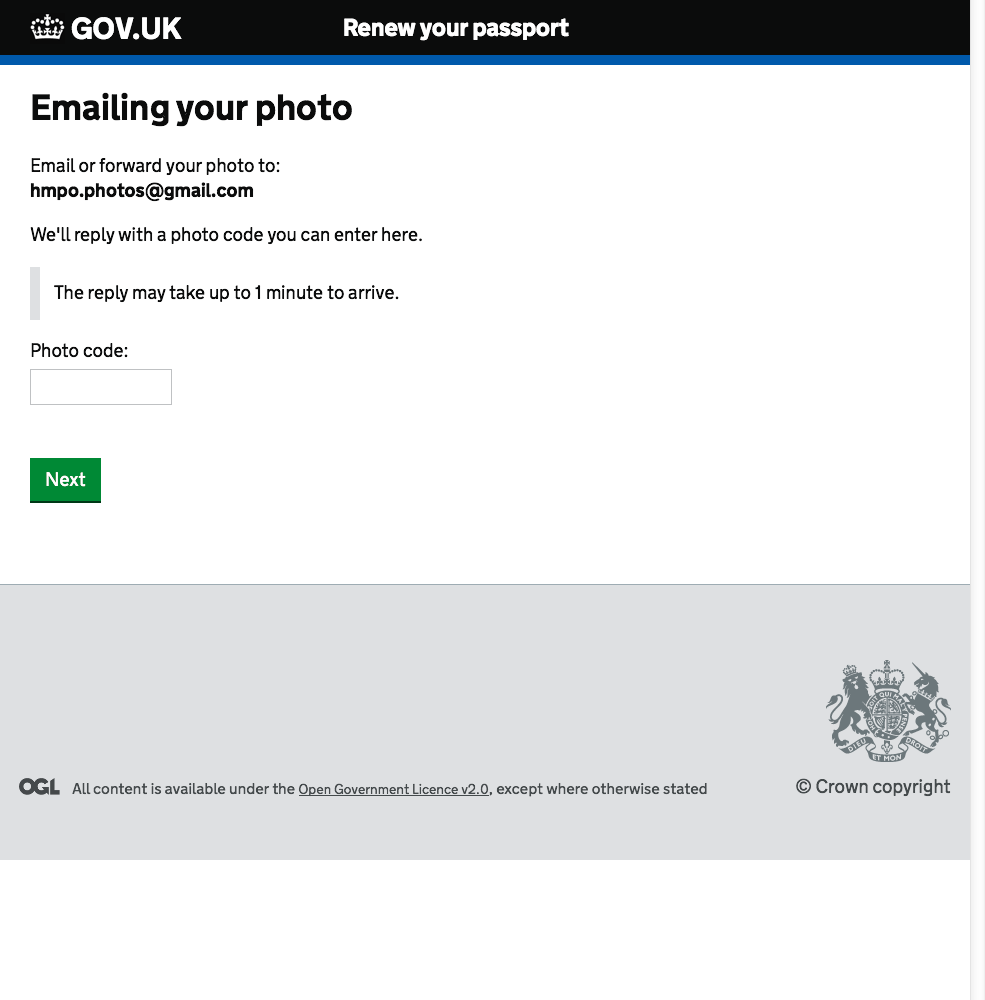 GOV.UK
Renew your passport
Emailing your photo
Email or forward your photo to:
hmpo.photos@gmail.com
We'll reply with a photo code you can enter here.
The reply may take up to 1 minute to arrive.
Photo code:
Next
DIEU ET MON DROIT
OGL All content is available under the Open Government Licence v2.0, except where otherwise stated
© Crown copyright